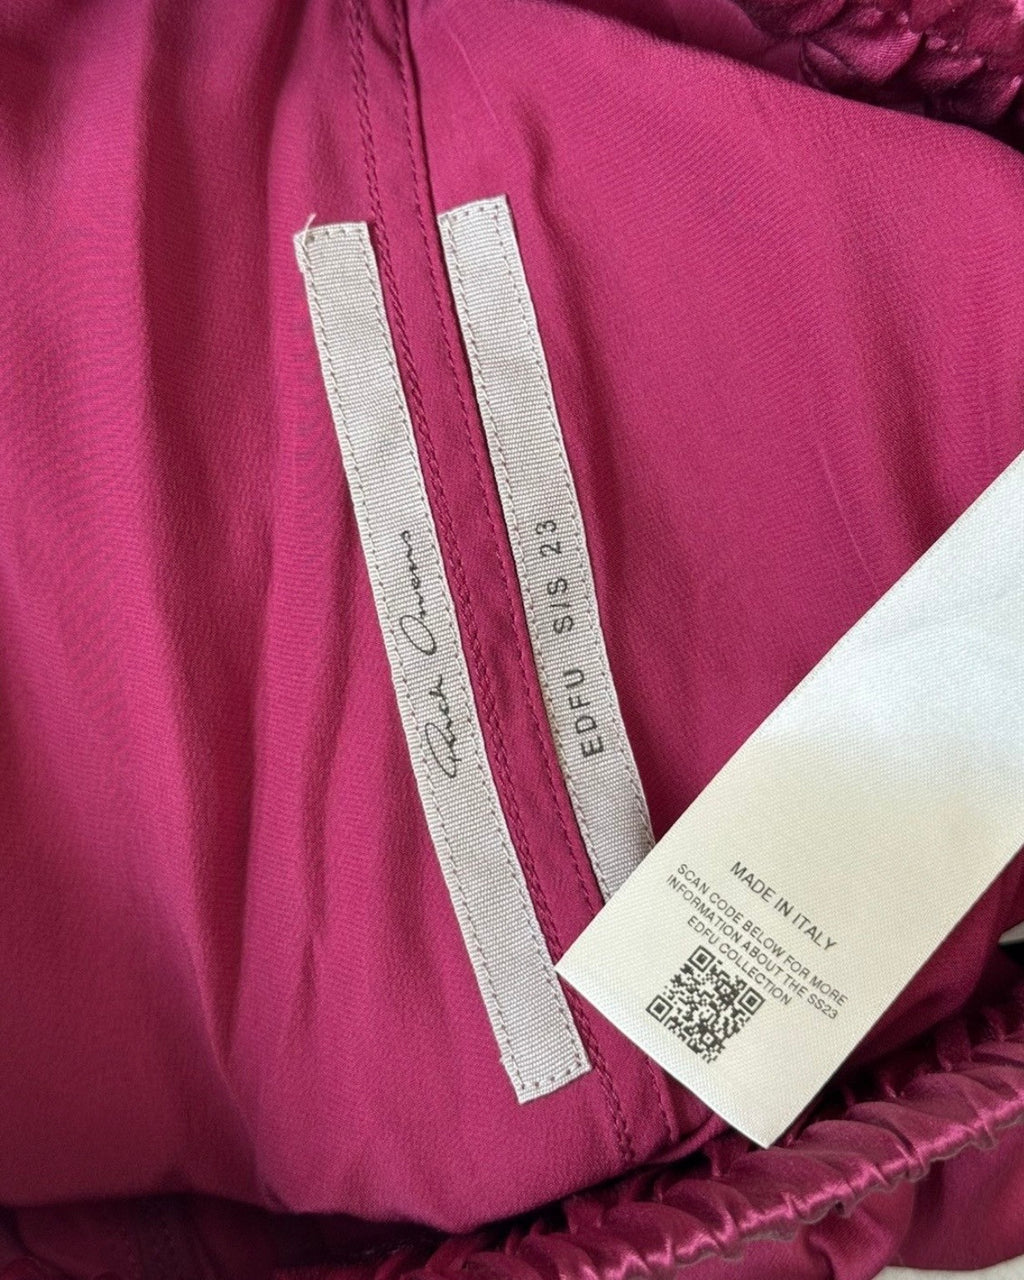 Rick Owens
EDFU S/S 23
MADE IN ITALY
SCAN CODE BELOW FOR MORE
INFORMATION ABOUT THE SS23
EDFU COLLECTION